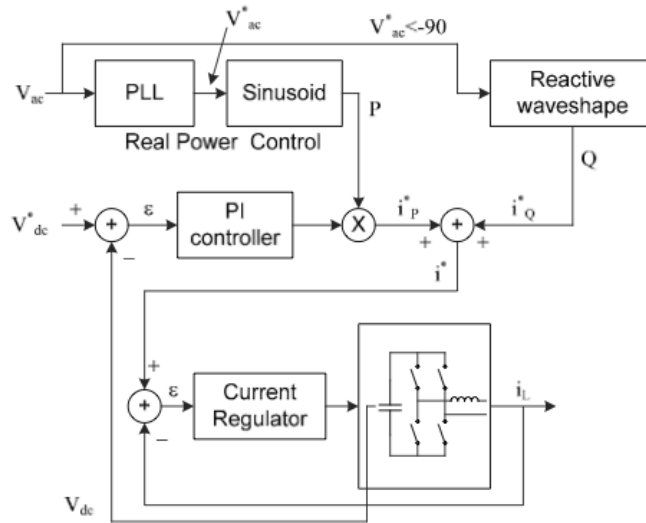 V*ac
V*ac<-90
Vac
PLL
Sinusoid
Reactive
waveshape
Real Power Control
P
Q
V*dc
+
+
ε
−
PI
controller
X
i*P
+
+
i*Q
+
i*
+
+
ε
−
Current
Regulator
iL
Vdc